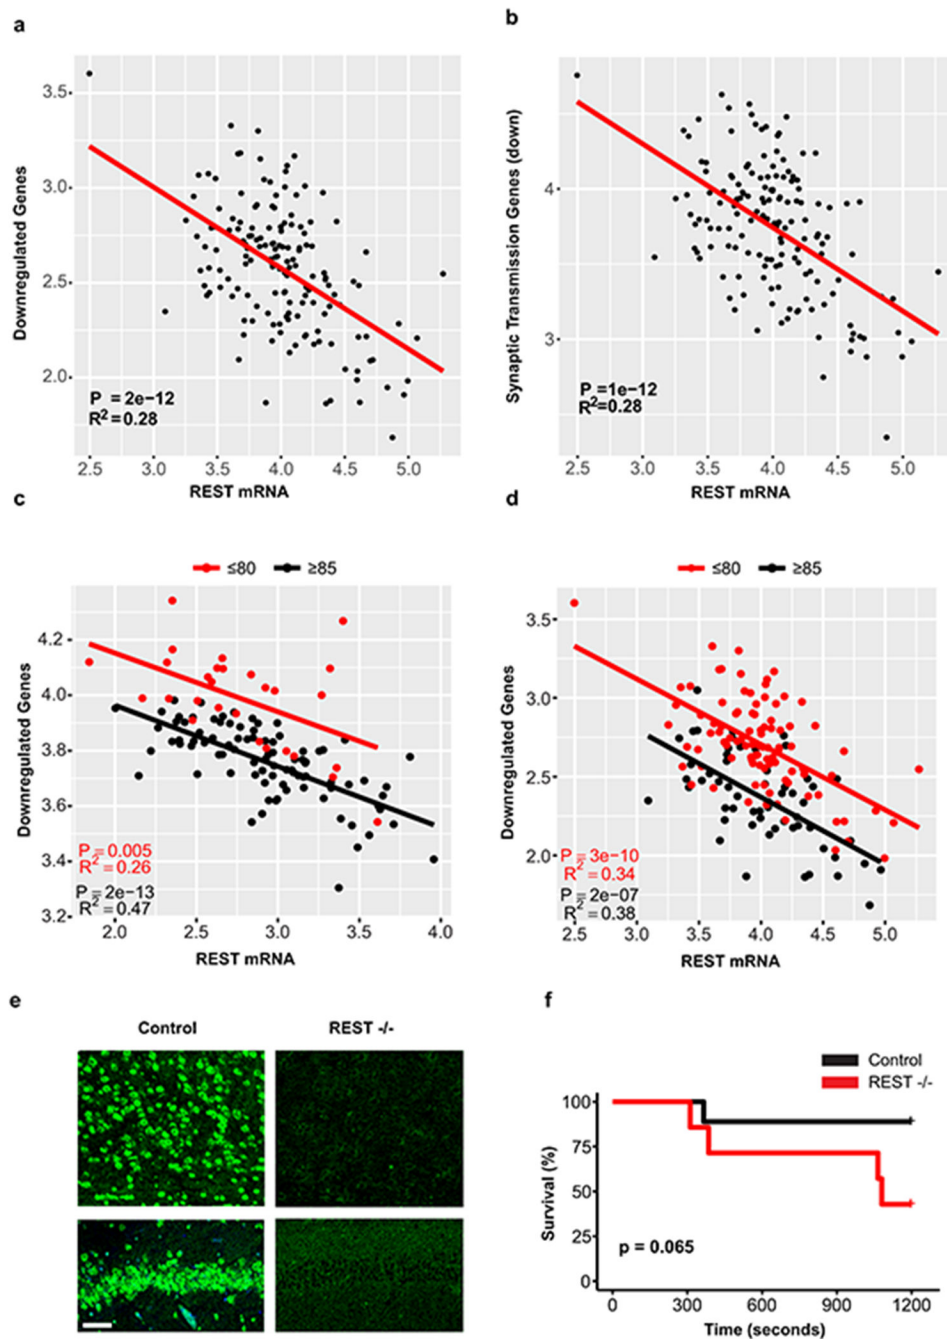 a
b
3.5
3.0
2.5
2.0
Downregulated Genes
P = 2e−12
R2=0.28
2.5 3.0 3.5 4.0 4.5 5.0
REST mRNA
4
3
Synaptic Transmission Genes (down)
P=1e−12
R2=0.28
2.5 3.0 3.5 4.0 4.5 5.0
REST mRNA
c
d
≤80 ≥85
4.2
4.0
3.8
3.6
3.4
3.2
Downregulated Genes
P = 0.005
R2 = 0.26
P = 2e−13
R2 = 0.47
2.0 2.5 3.0 3.5 4.0
REST mRNA
≤80 ≥85
3.5
3.0
2.5
2.0
Downregulated Genes
P = 3e−10
R2 = 0.34
P = 2e−07
R2 = 0.38
2.5 3.0 3.5 4.0 4.5 5.0
REST mRNA
e
f
Control REST -/-
Control
REST -/-
100
75
50
25
0
Survival (%)
p = 0.065
0 300 600 900 1200
Time (seconds)